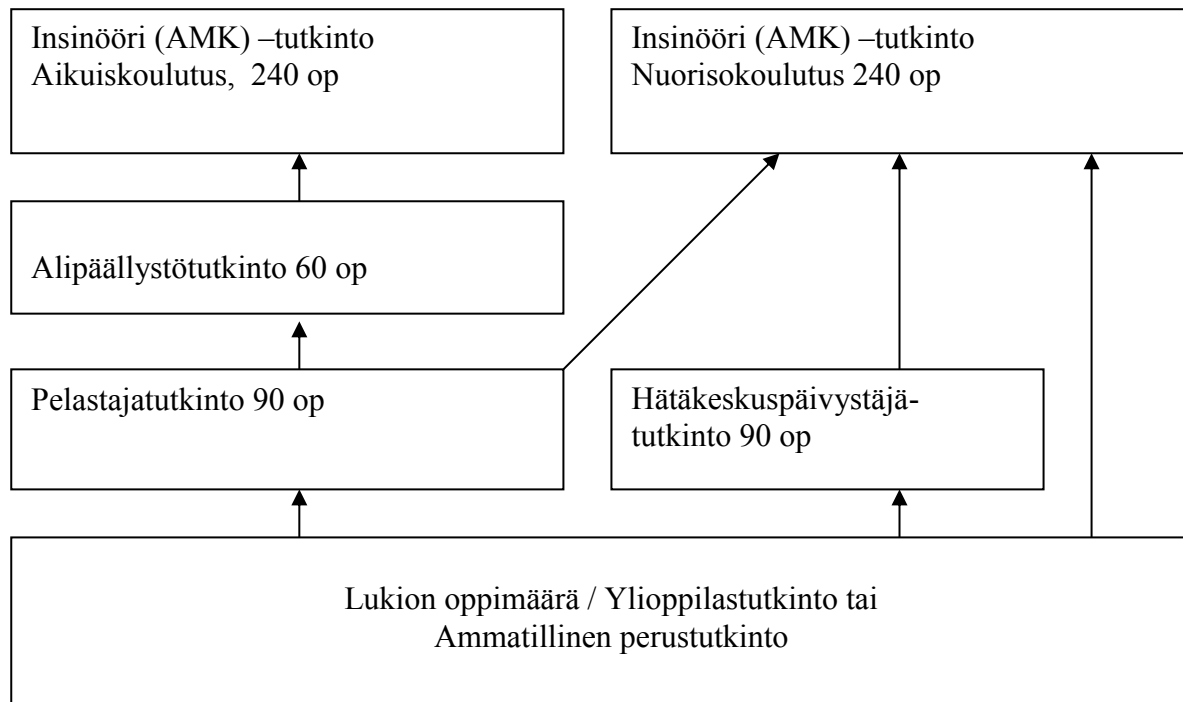 Insinööri (AMK) –tutkinto
Aikuiskoulutus,  240 op
Insinööri (AMK) –tutkinto
Nuorisokoulutus 240 op
Alipäällystötutkinto 60 op
Pelastajatutkinto 90 op
Hätäkeskuspäivystäjä-
tutkinto 90 op
Lukion oppimäärä / Ylioppilastutkinto tai
Ammatillinen perustutkinto